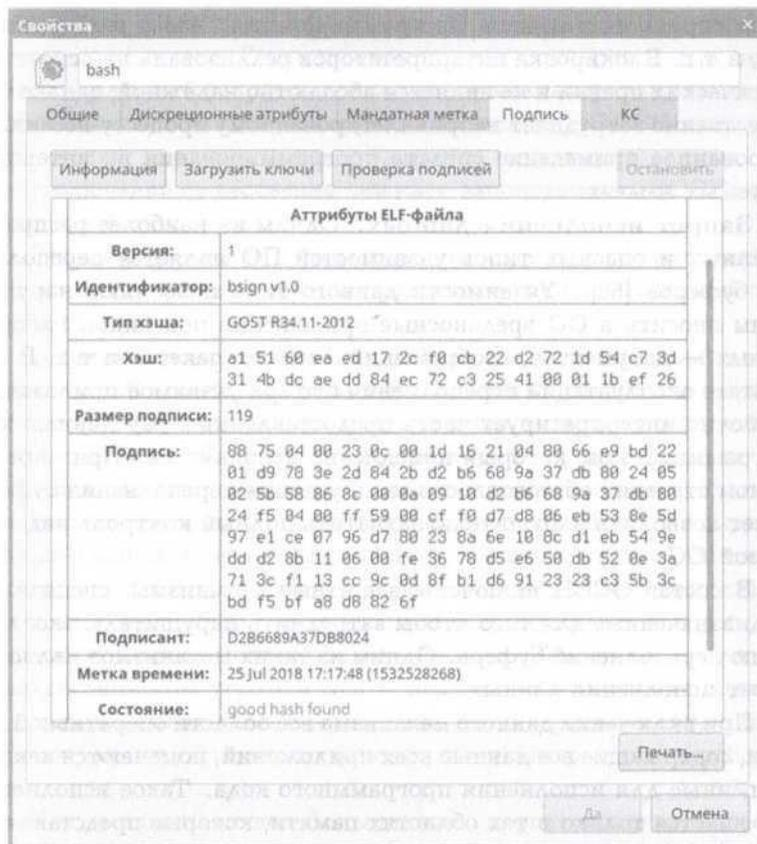 Свойства
bash
Общие Дискреционные атрибуты Мандатная метка Подпись КС
Информация Загрузить ключи Проверка подписей Остановить
Аттрибуты ELF-файла
Версия: 1
Идентификатор: bsign v1.0
Тип хэша: GOST R34.11-2012
Хэш: a1 51 60 ea ed 17 2c f0 cb 22 d2 72 1d 54 c7 3d
31 4b dc ae dd 84 ec 72 c3 25 41 00 01 1b ef 26
Размер подписи: 119
Подпись: 88 75 04 00 23 0c 00 1d 16 21 04 80 66 e9 bd 22
01 d9 78 3e 2d 84 2b d2 b6 68 9a 37 db 80 24 05
02 5b 58 86 8c 00 0a 09 10 d2 b6 68 9a 37 db 80
24 f5 04 00 ff 59 00 cf f0 d7 d8 06 eb 53 0e 5d
97 e1 ce 07 96 d7 80 23 8a 6e 10 8c d1 eb 54 9e
dd d2 8b 11 06 00 fe 36 78 d5 e6 50 db 52 0e 3a
71 3c f1 13 cc 9c 0d 8f b1 d6 91 23 23 c3 5b 3c
bd f5 bf a8 d8 82 6f
Подписант: D2B6689A37DB8024
Метка времени: 25 Jul 2018 17:17:48 (1532528268)
Состояние: good hash found
Печать...
Да Отмена